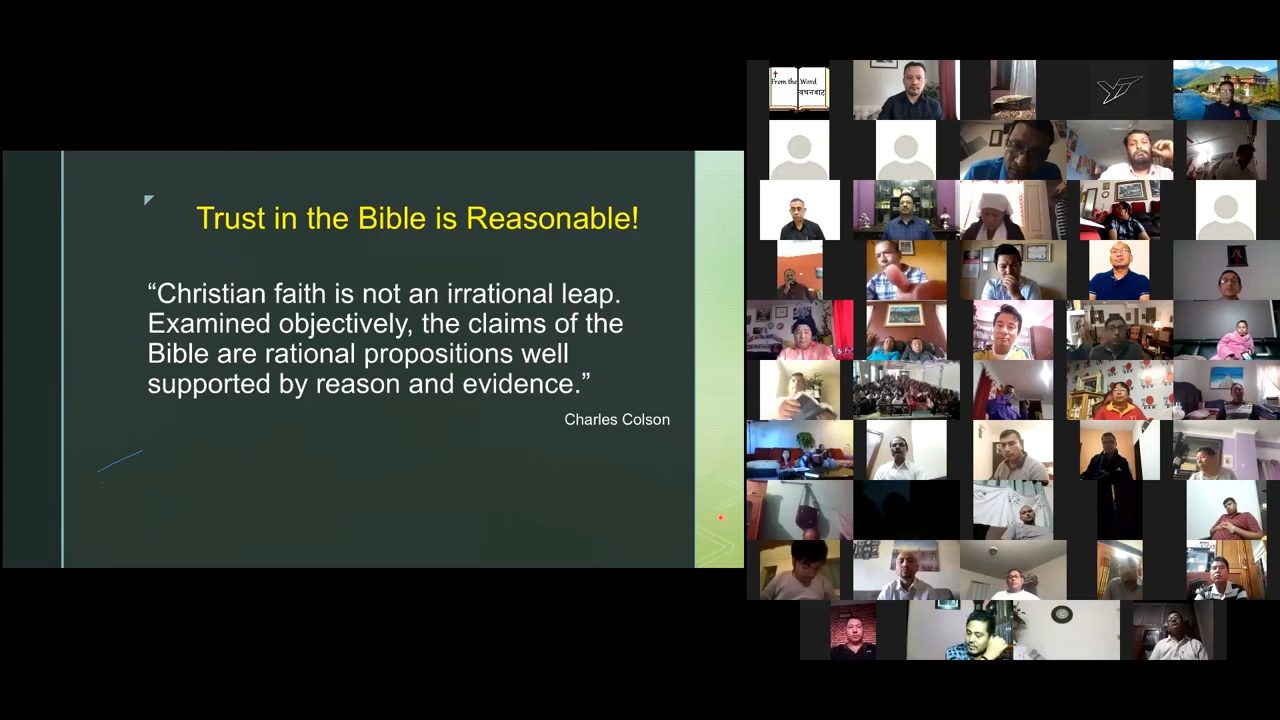 Trust in the Bible is Reasonable!
“Christian faith is not an irrational leap.
Examined objectively, the claims of the
Bible are rational propositions well
supported by reason and evidence.”
Charles Colson
From the Word
वचनबाट